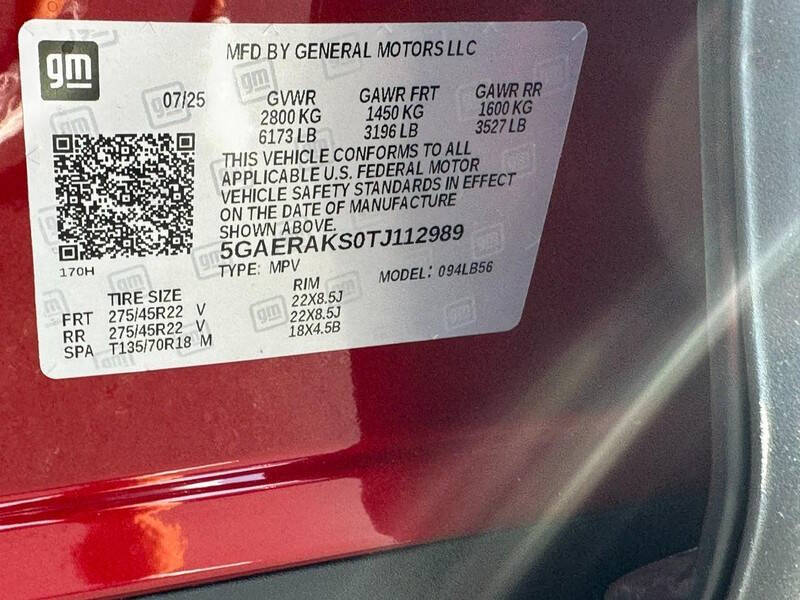 gm
MFD BY GENERAL MOTORS LLC
07/25 GVWR GAWR FRT GAWR RR
2800 KG 1450 KG 1600 KG
6173 LB 3196 LB 3527 LB
THIS VEHICLE CONFORMS TO ALL
APPLICABLE U.S. FEDERAL MOTOR
VEHICLE SAFETY STANDARDS IN EFFECT
ON THE DATE OF MANUFACTURE
SHOWN ABOVE.
5GAERAKS0TJ112989
170H
TYPE: MPV MODEL: 094LB56
TIRE SIZE RIM
FRT 275/45R22 V 22X8.5J
RR 275/45R22 V 22X8.5J
SPA T135/70R18 M 18X4.5B